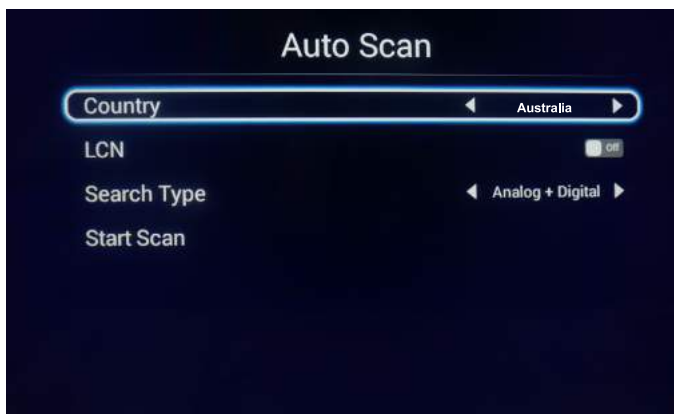 Auto Scan
Country Australia
LCN Off
Search Type Analog + Digital
Start Scan